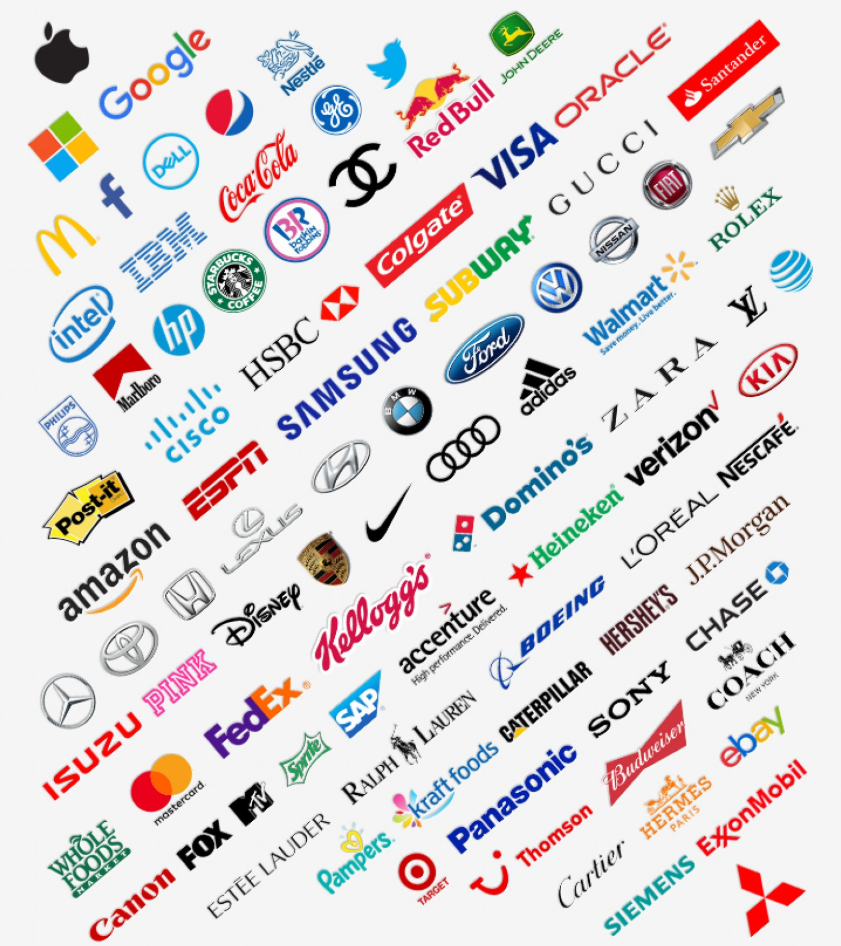 Google
Nestlé
JOHN DEERE
ORACLE®
Santander
DELL
GE
Red Bull
VISA
GUCCI
FIAT
Coca-Cola
IBM
baskin
BR
robbins
Colgate®
SUBWAY
NISSAN
ROLEX
STARBUCKS
COFFEE
intel
hp
Marlboro
HSBC
SAMSUNG
Ford
Walmart
Save money. Live better.
LV
PHILIPS
CISCO
BMW
adidas
ZARA
KIA
Post-it
ESPN
Domino's
verizon
NESCAFÉ
amazon
LEXUS
Heineken
L'ORÉAL
J.P.Morgan
Disney
Kellogg's®
accenture
High performance. Delivered.
BOEING
HERSHEY'S
CHASE
PINK
ISUZU
FedEx®
SAP
RALPH LAUREN
CATERPILLAR
SONY
COACH
NEW YORK
mastercard
Sprite
kraft foods
Panasonic
Budweiser
ebay
WHOLE
FOODS
MARKET
FOX
MTV
ESTĒE LAUDER
Pampers
TARGET
Thomson
HERMĒS
PARIS
ExxonMobil
Canon
Cartier
SIEMENS